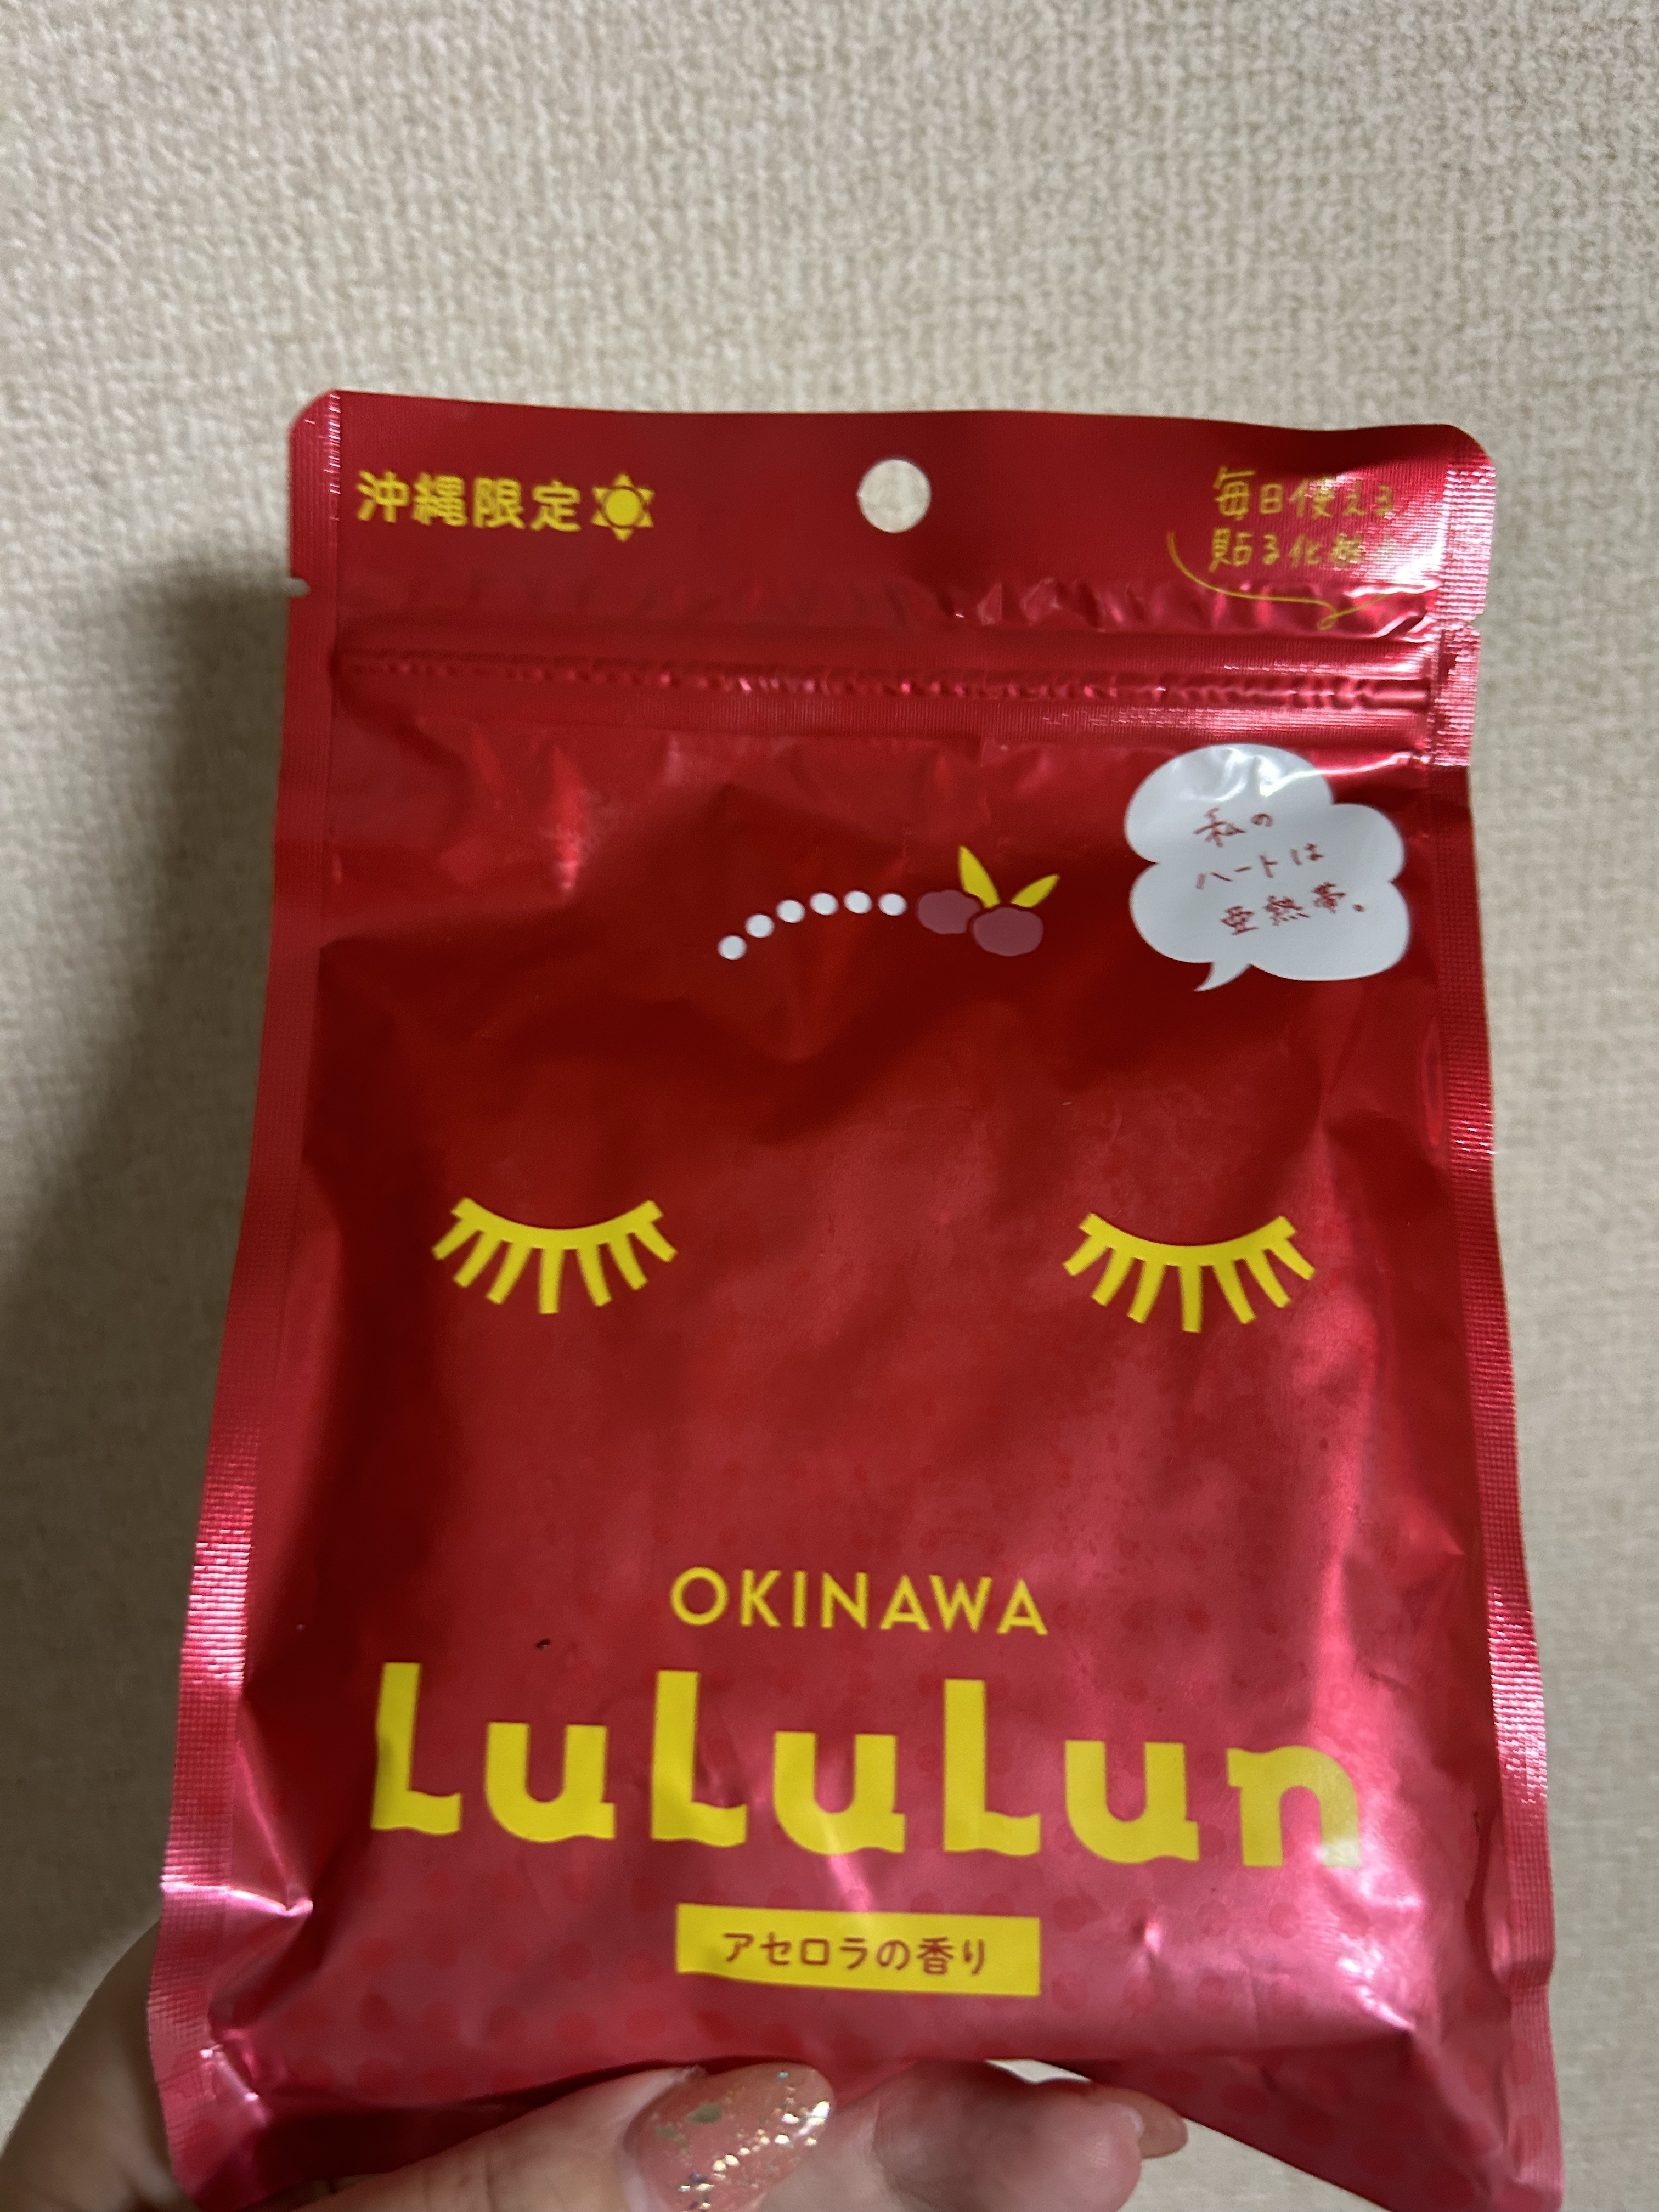 沖縄限定
毎日使える
貼る化粧水
私の
ハートは
亜熱帯。
OKINAWA
LuLuLun
アセロラの香り